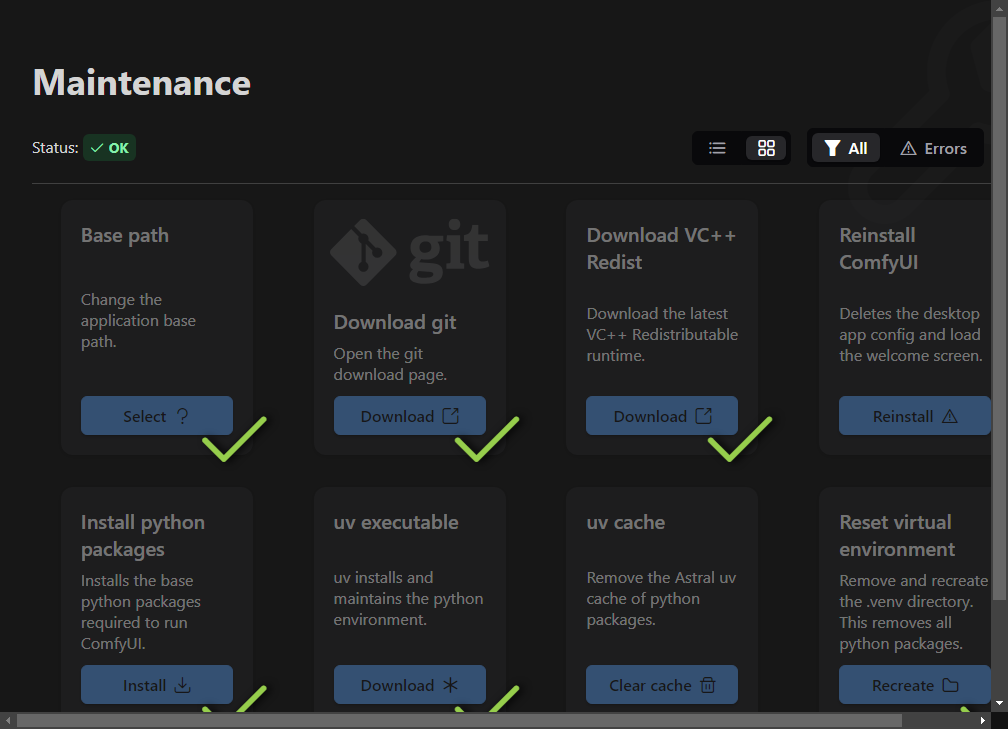 Maintenance
Status: OK
All
Errors
Base path
Change the
application base
path.
Select
git
Download git
Open the git
download page.
Download
Download VC++
Redist
Download the latest
VC++ Redistributable
runtime.
Download
Reinstall
ComfyUI
Deletes the desktop
app config and load
the welcome screen.
Reinstall
Install python
packages
Installs the base
python packages
required to run
ComfyUI.
Install
uv executable
uv installs and
maintains the python
environment.
Download
uv cache
Remove the Astral uv
cache of python
packages.
Clear cache
Reset virtual
environment
Remove and recreate
the .venv directory.
This removes all
python packages.
Recreate